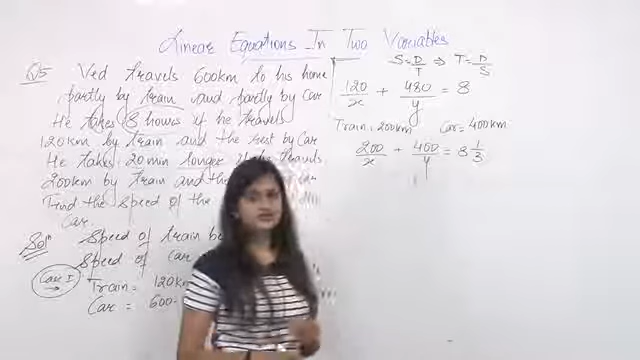 Linear Equations In Two Variables
Q5 Ved travels 600km to his home
partly by train and partly by car
He takes 8 hours if he travels
120km by train and the rest by car
He takes 20 min longer if he travels
200km by train and the
Find the speed of the
car.
Solⁿ Speed of train be
Speed of car
Case I Train = 120km
Car = 600-
S=D/T ⇒ T=D/S
120/x + 480/y = 8
Train = 200km Car = 400km
200/x + 400/y = 8 1/3